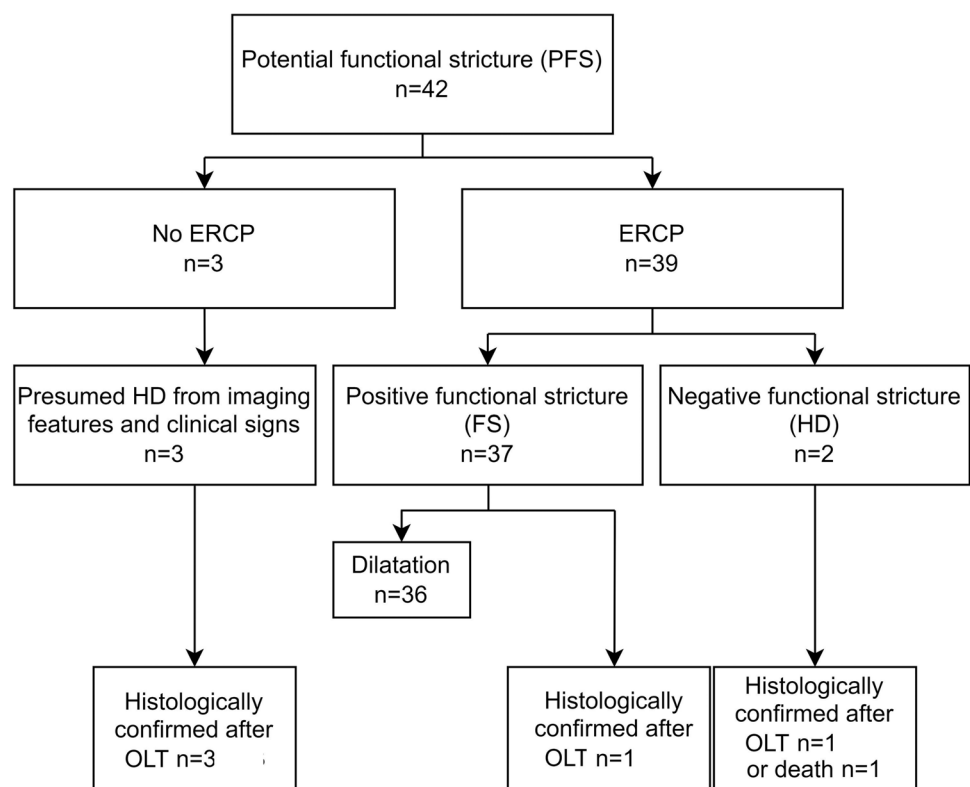 Potential functional stricture (PFS)
n=42
No ERCP
n=3
ERCP
n=39
Presumed HD from imaging
features and clinical signs
n=3
Positive functional stricture
(FS)
n=37
Negative functional stricture
(HD)
n=2
Dilatation
n=36
Histologically
confirmed after
OLT n=3
Histologically
confirmed after
OLT n=1
Histologically
confirmed after
OLT n=1
or death n=1